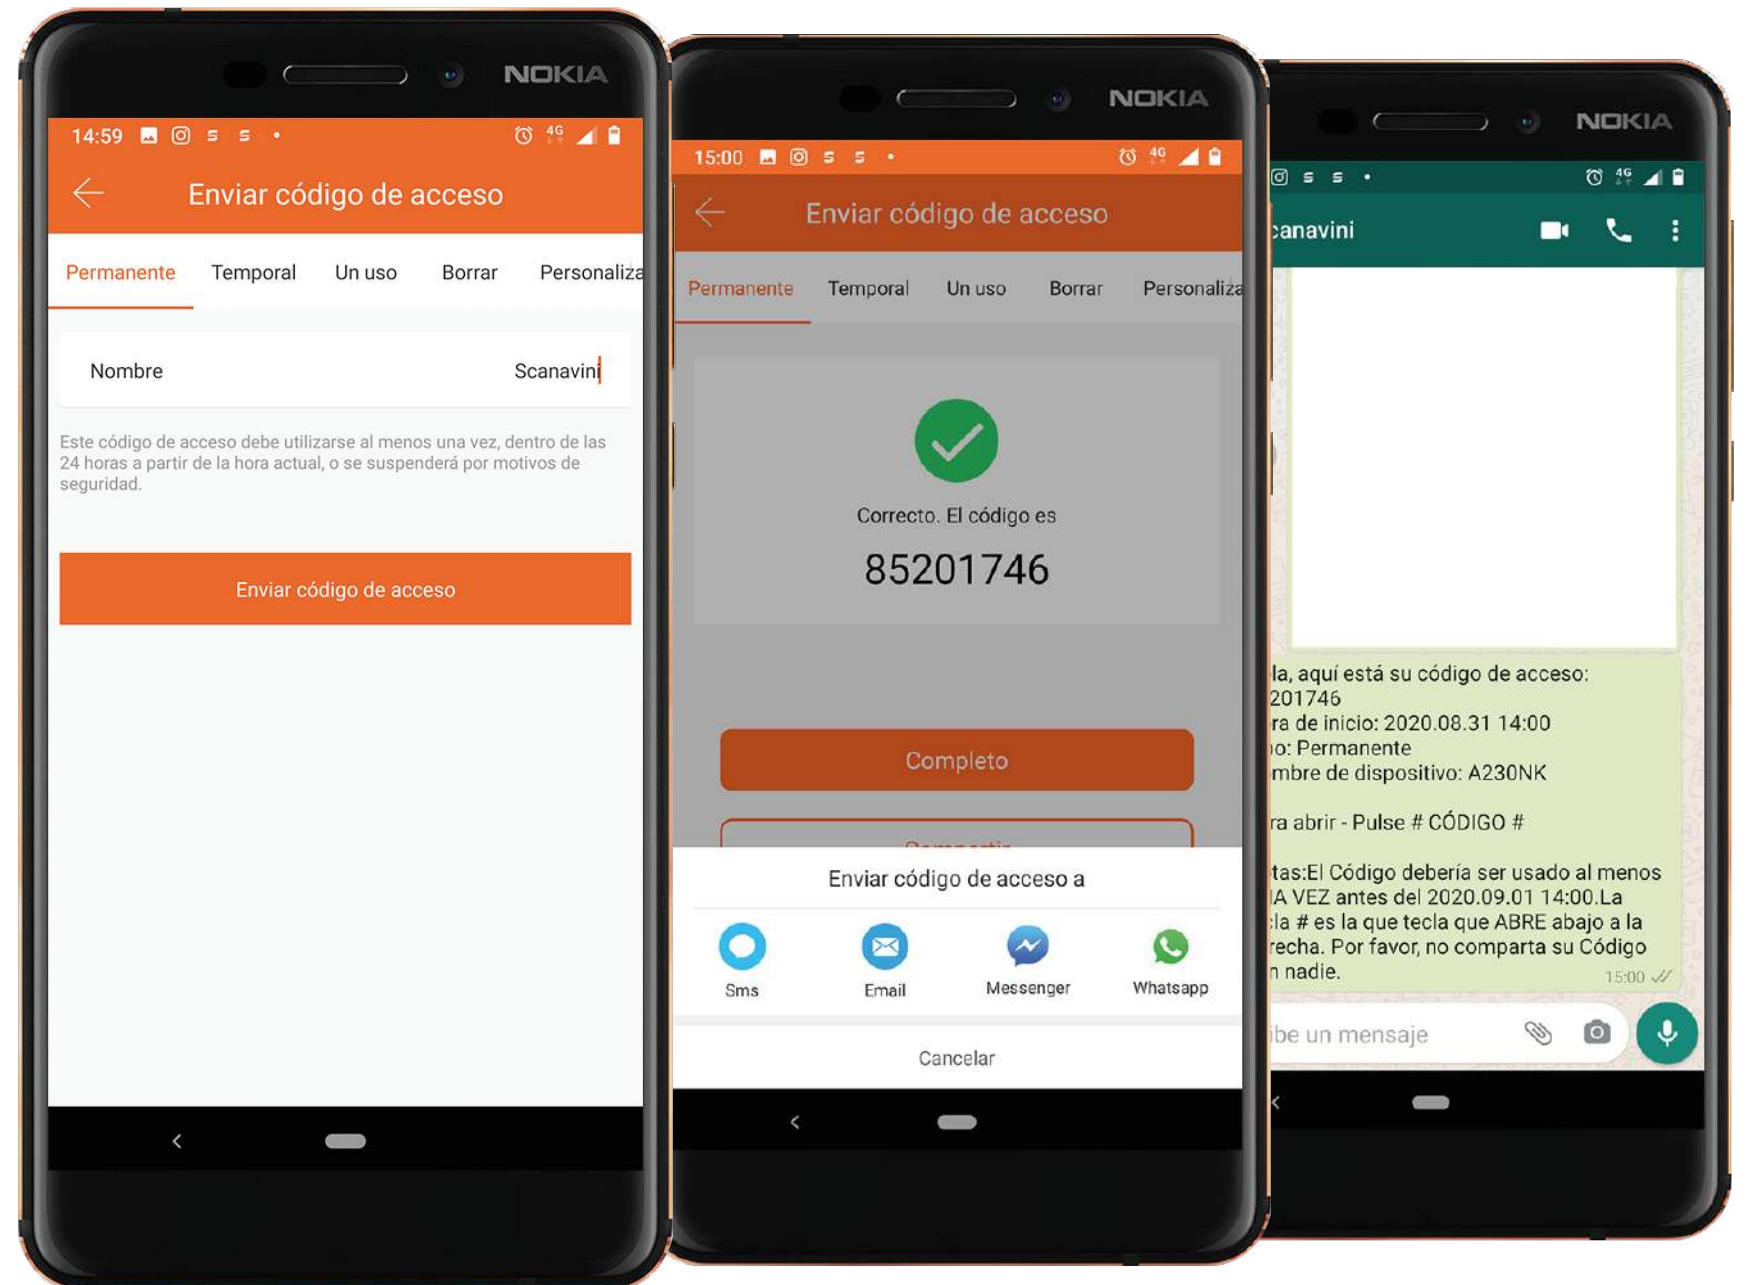 NOKIA
14:59
4G
Enviar código de acceso
Permanente Temporal Un uso Borrar Personaliza
Nombre Scanavini
Este código de acceso debe utilizarse al menos una vez, dentro de las
24 horas a partir de la hora actual, o se suspenderá por motivos de
seguridad.
Enviar código de acceso
NOKIA
15:00
4G
Enviar código de acceso
Permanente Temporal Un uso Borrar Personaliza
Correcto. El código es
85201746
Completo
Compartir
Enviar código de acceso a
Sms Email Messenger Whatsapp
Cancelar
NOKIA
4G
canavini
la, aquí está su código de acceso:
201746
ra de inicio: 2020.08.31 14:00
o: Permanente
mbre de dispositivo: A230NK
ra abrir - Pulse # CÓDIGO #
tas:El Código debería ser usado al menos
IA VEZ antes del 2020.09.01 14:00.La
la # es la que tecla que ABRE abajo a la
recha. Por favor, no comparta su Código
n nadie.
15:00
ibe un mensaje